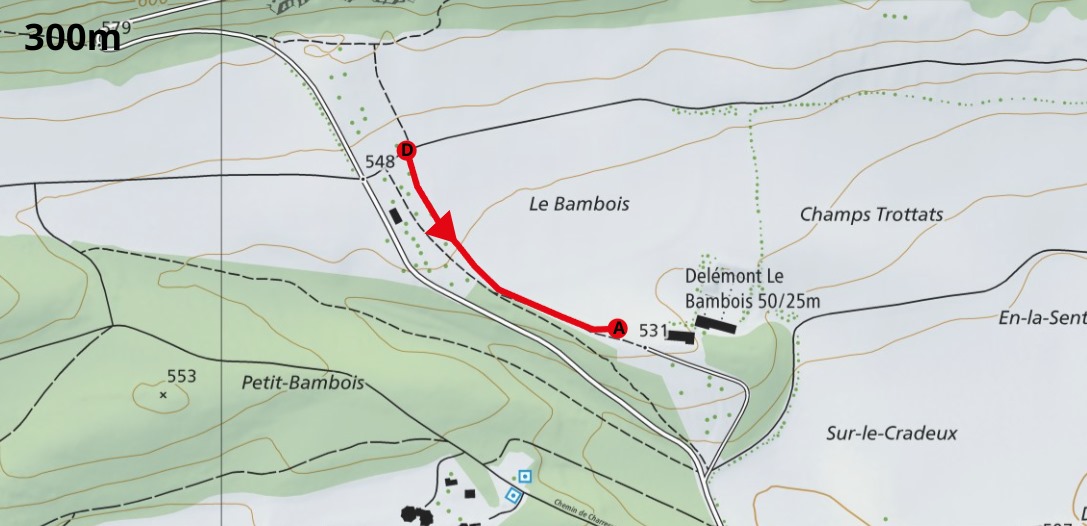 600
300m
579
D
548
Le Bambois
Champs Trottats
Delémont Le
Bambois 50/25m
A
531
En-la-Sent
553
Petit-Bambois
Sur-le-Cradeux